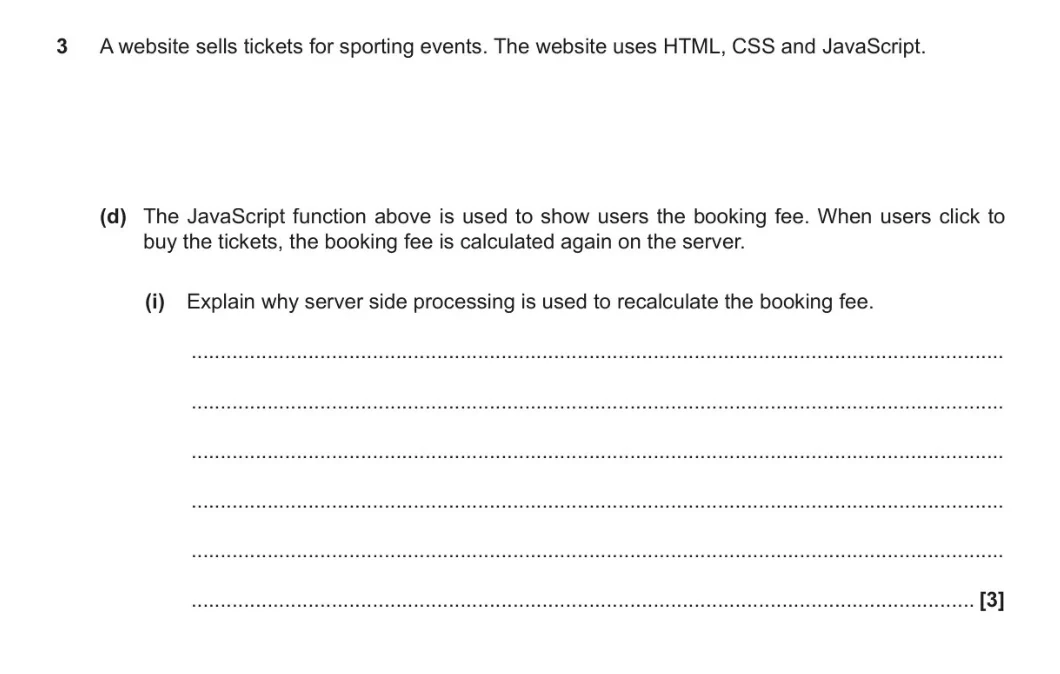 3 A website sells tickets for sporting events. The website uses HTML, CSS and JavaScript.
(d) The JavaScript function above is used to show users the booking fee. When users click to
buy the tickets, the booking fee is calculated again on the server.
(i) Explain why server side processing is used to recalculate the booking fee.
..........................................................................................................................................
..........................................................................................................................................
..........................................................................................................................................
..........................................................................................................................................
..........................................................................................................................................
..................................................................................................................................... [3]